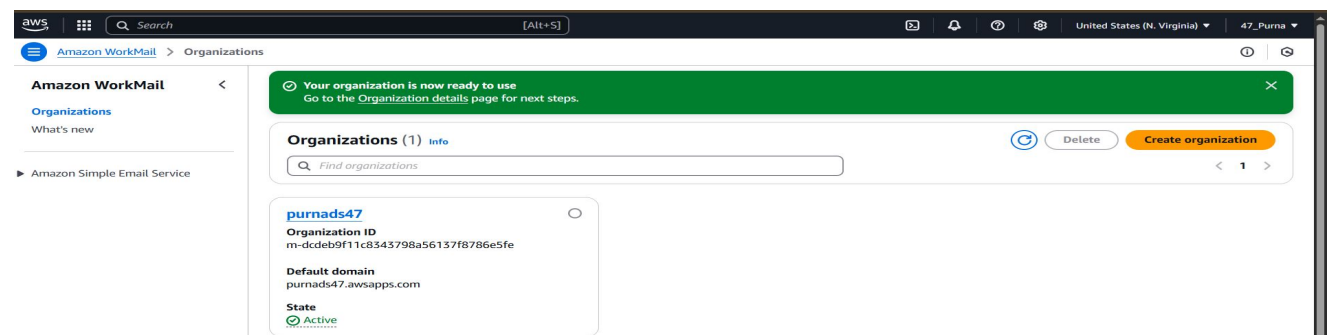 aws Search [Alt+S] United States (N. Virginia) 47_Purna
Amazon WorkMail > Organizations
Amazon WorkMail
Organizations
What's new
Amazon Simple Email Service
Your organization is now ready to use
Go to the Organization details page for next steps.
Organizations (1) Info Delete Create organization
Find organizations
< 1 >
purnads47
Organization ID
m-dcdeb9f11c8343798a56137f8786e5fe
Default domain
purnads47.awsapps.com
State
Active